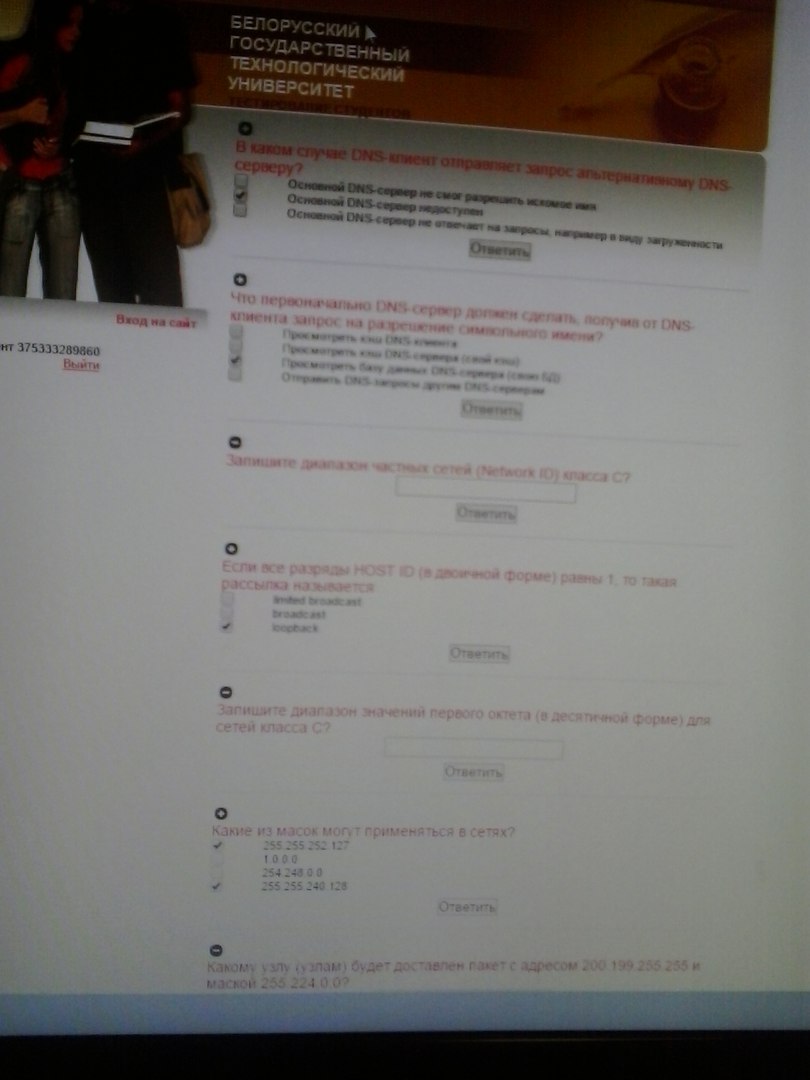 БЕЛОРУССКИЙ
ГОСУДАРСТВЕННЫЙ
ТЕХНОЛОГИЧЕСКИЙ
УНИВЕРСИТЕТ
ТЕСТИРОВАНИЕ СТУДЕНТОВ
В каком случае DNS-клиент отправляет запрос альтернативному DNS-
серверу?
Основной DNS-сервер не смог разрешить искомое имя
Основной DNS-сервер недоступен
Основной DNS-сервер не отвечает на запросы, например в виду загруженности
Ответить
Что первоначально DNS-сервер должен сделать, получив от DNS-
клиента запрос на разрешение символьного имени?
Просмотреть кэш DNS-клиента
Просмотреть кэш DNS-сервера (свой кэш)
Просмотреть базу данных DNS-сервера (свою БД)
Отправить DNS-запросы другим DNS-серверам
Ответить
Вход на сайт
нт 375333289860
Выйти
Запишите диапазон частных сетей (Network ID) класса C?
Ответить
Если все разряды HOST ID (в двоичной форме) равны 1, то такая
рассылка называется
limited broadcast
broadcast
loopback
Ответить
Запишите диапазон значений первого октета (в десятичной форме) для
сетей класса C?
Ответить
Какие из масок могут применяться в сетях?
255.255.252.127
1.0.0.0
254.248.0.0
255.255.240.128
Ответить
Какому узлу (узлам) будет доставлен пакет с адресом 200.199.255.255 и
маской 255.224.0.0?